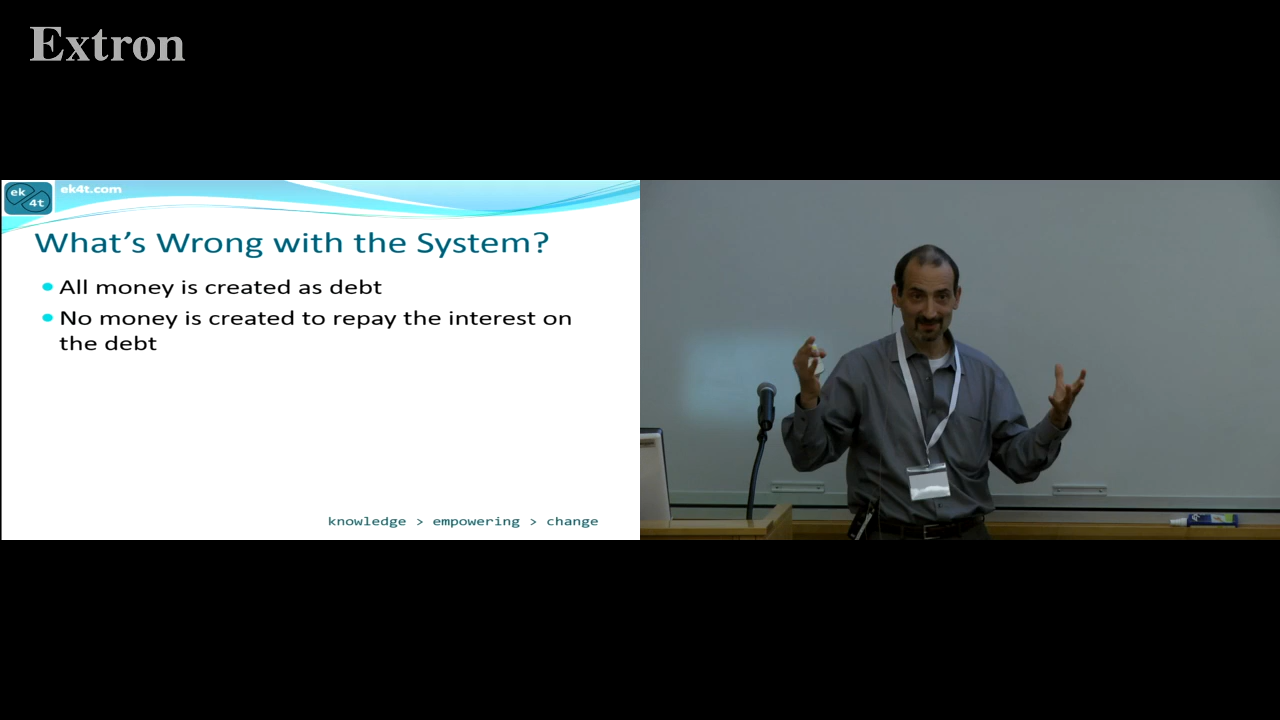 Extron
ek
4t
ek4t.com
What's Wrong with the System?
All money is created as debt
No money is created to repay the interest on
the debt
knowledge > empowering > change